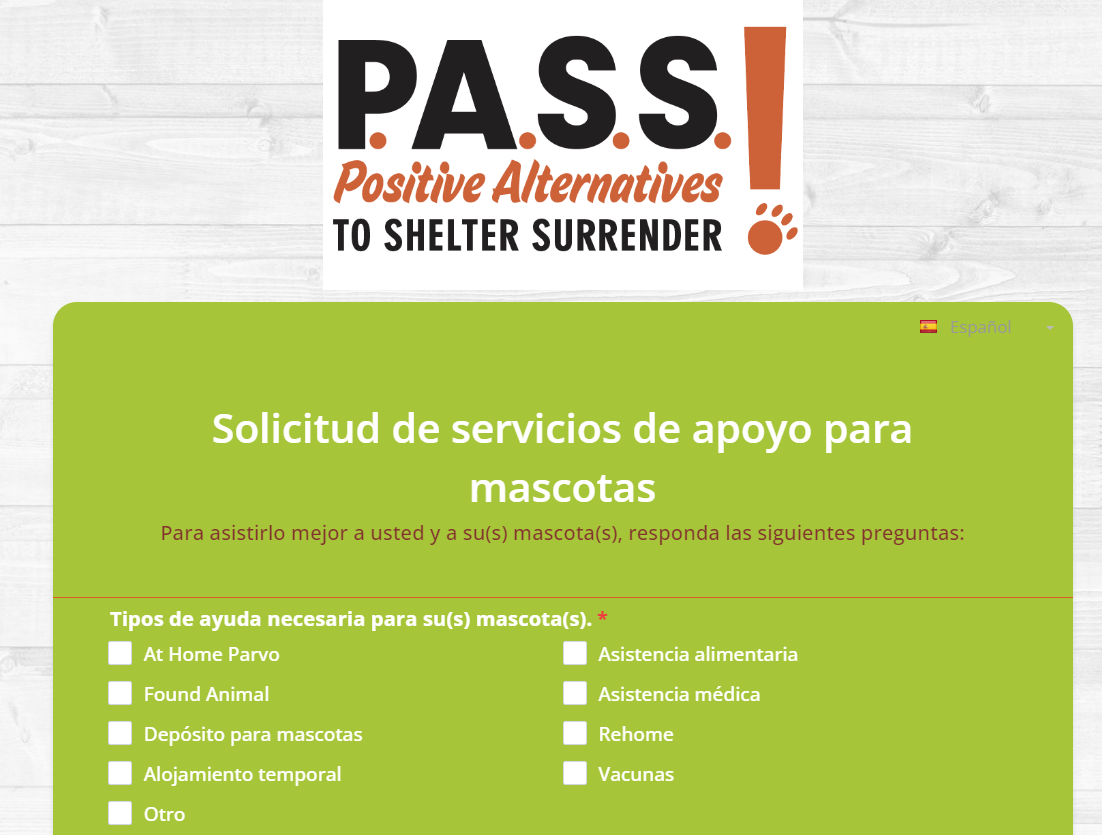 P.A.S.S.!
Positive Alternatives
TO SHELTER SURRENDER
Español
Solicitud de servicios de apoyo para
mascotas
Para asistirlo mejor a usted y a su(s) mascota(s), responda las siguientes preguntas:
Tipos de ayuda necesaria para su(s) mascota(s). *
At Home Parvo
Asistencia alimentaria
Found Animal
Asistencia médica
Depósito para mascotas
Rehome
Alojamiento temporal
Vacunas
Otro